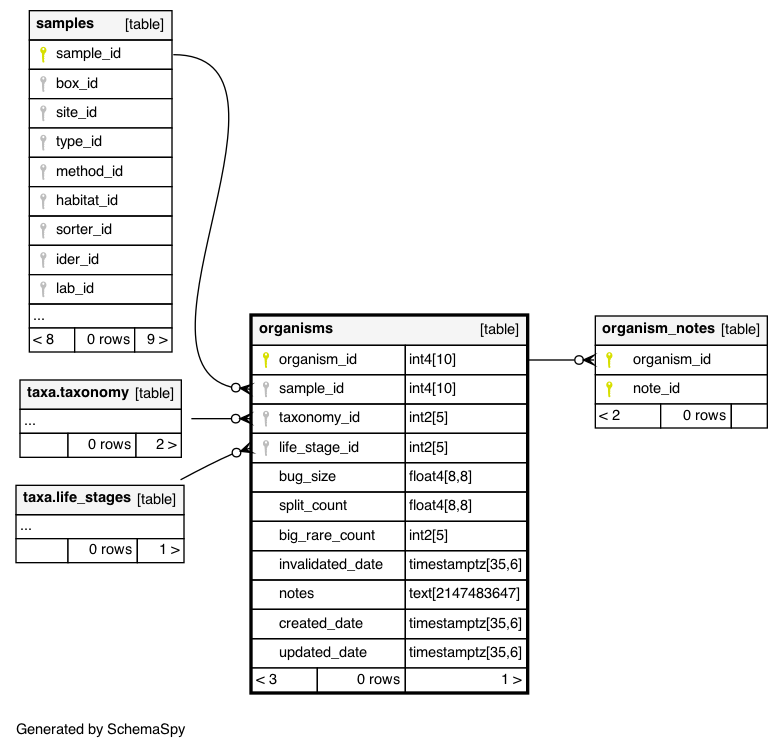 samples [table]
sample_id
box_id
site_id
type_id
method_id
habitat_id
sorter_id
ider_id
lab_id
...
< 8 0 rows 9 >
taxa.taxonomy [table]
...
0 rows 2 >
taxa.life_stages [table]
...
0 rows 1 >
organisms [table]
organism_id int4[10]
sample_id int4[10]
taxonomy_id int2[5]
life_stage_id int2[5]
bug_size float4[8,8]
split_count float4[8,8]
big_rare_count int2[5]
invalidated_date timestamptz[35,6]
notes text[2147483647]
created_date timestamptz[35,6]
updated_date timestamptz[35,6]
< 3 0 rows 1 >
organism_notes [table]
organism_id
note_id
< 2 0 rows
Generated by SchemaSpy